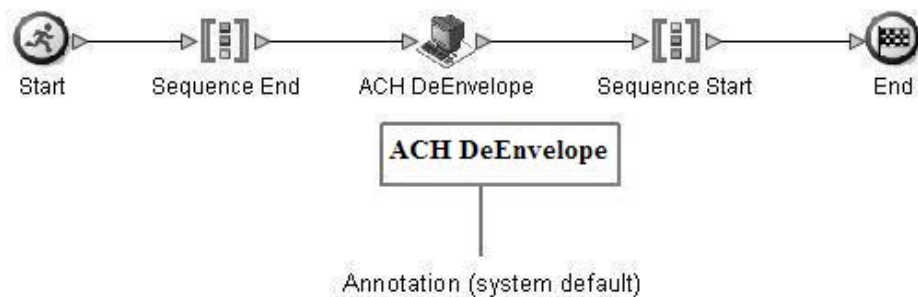 Start
Sequence End
ACH DeEnvelope
Sequence Start
End
ACH DeEnvelope
Annotation (system default)